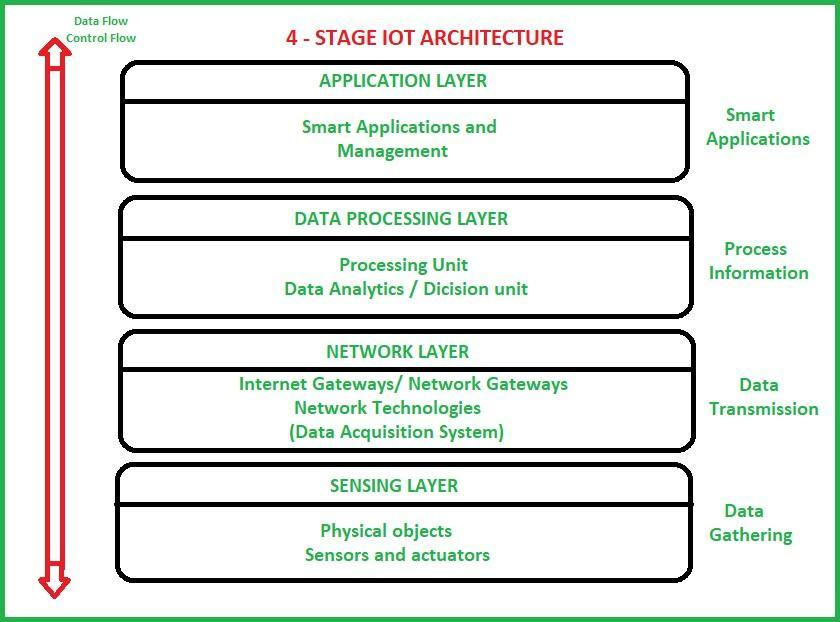 Data Flow
Control Flow
4 - STAGE IOT ARCHITECTURE
APPLICATION LAYER
Smart Applications and
Management
Smart
Applications
DATA PROCESSING LAYER
Processing Unit
Data Analytics / Dicision unit
Process
Information
NETWORK LAYER
Internet Gateways/ Network Gateways
Network Technologies
(Data Acquisition System)
Data
Transmission
SENSING LAYER
Physical objects
Sensors and actuators
Data
Gathering